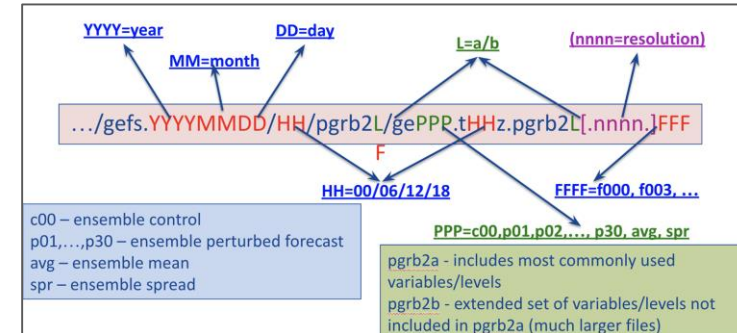 YYYY=year
DD=day
MM=month
L=a/b
(nnnn=resolution)
.../gefs.YYYYMMDD/HH/pgrb2L/gePPP.tHHz.pgrb2L[.nnnn.]FFF
F
HH=00/06/12/18
FFFF=f000, f003, ...
PPP=c00,p01,p02,..., p30, avg, spr
c00 – ensemble control
p01,...,p30 – ensemble perturbed forecast
avg – ensemble mean
spr – ensemble spread
pgrb2a - includes most commonly used
variables/levels
pgrb2b - extended set of variables/levels not
included in pgrb2a (much larger files)